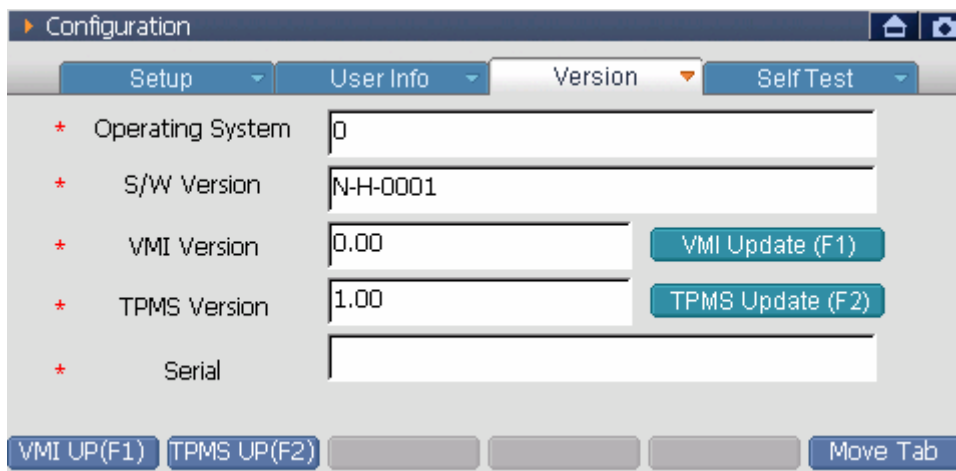 Configuration
Setup User Info Version Self Test
* Operating System 0
* S/W Version N-H-0001
* VMI Version 0.00 VMI Update (F1)
* TPMS Version 1.00 TPMS Update (F2)
* Serial
VMI UP(F1) TPMS UP(F2) Move Tab